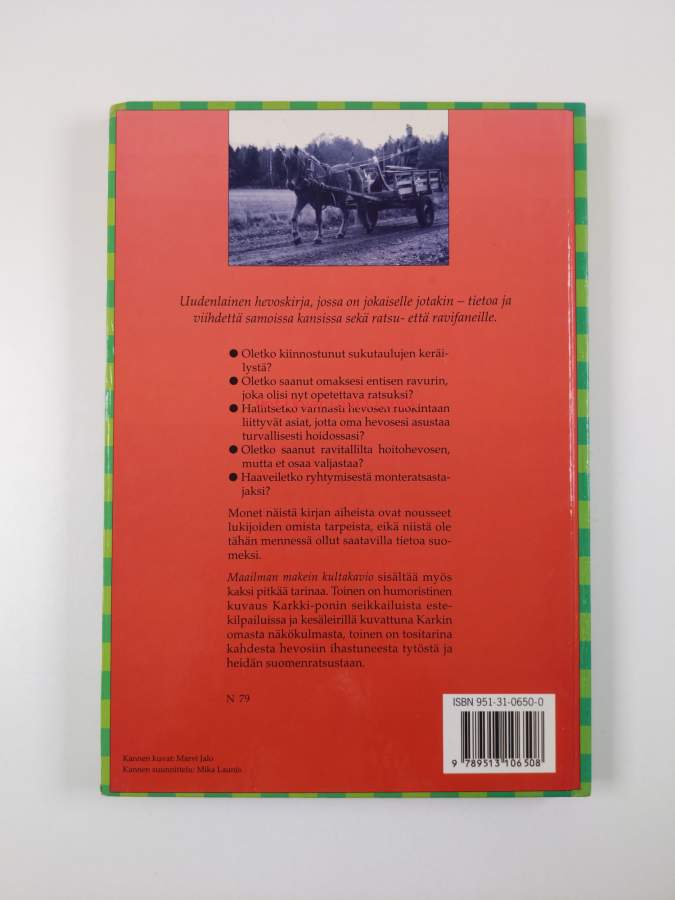 Uudenlainen hevoskirja, jossa on jokaiselle jotakin – tietoa ja
viihdettä samoissa kansissa sekä ratsu- että ravifaneille.
● Oletko kiinnostunut sukutaulujen keräi-
lystä?
● Oletko saanut omaksesi entisen ravurin,
joka olisi nyt opetettava ratsuksi?
● Hallitsetko varmasti hevosen ruokintaan
liittyvät asiat, jotta oma hevosesi asustaa
turvallisesti hoidossasi?
● Oletko saanut ravitallilta hoitohevosen,
mutta et osaa valjastaa?
● Haaveiletko ryhtymisestä monteratsasta-
jaksi?
Monet näistä kirjan aiheista ovat nousseet
lukijoiden omista tarpeista, eikä niistä ole
tähän mennessä ollut saatavilla tietoa suo-
meksi.
Maailman makein kultakavio sisältää myös
kaksi pitkää tarinaa. Toinen on humoristinen
kuvaus Karkki-ponin seikkailuista este-
kilpailuissa ja kesäleirillä kuvattuna Karkin
omasta näkökulmasta, toinen on tositarina
kahdesta hevosiin ihastuneesta tytöstä ja
heidän suomenratsustaan.
N 79
ISBN 951-31-0650-0
9 789513 106508
Kannen kuvat: Marvi Jalo
Kannen suunnittelu: Mika Launis